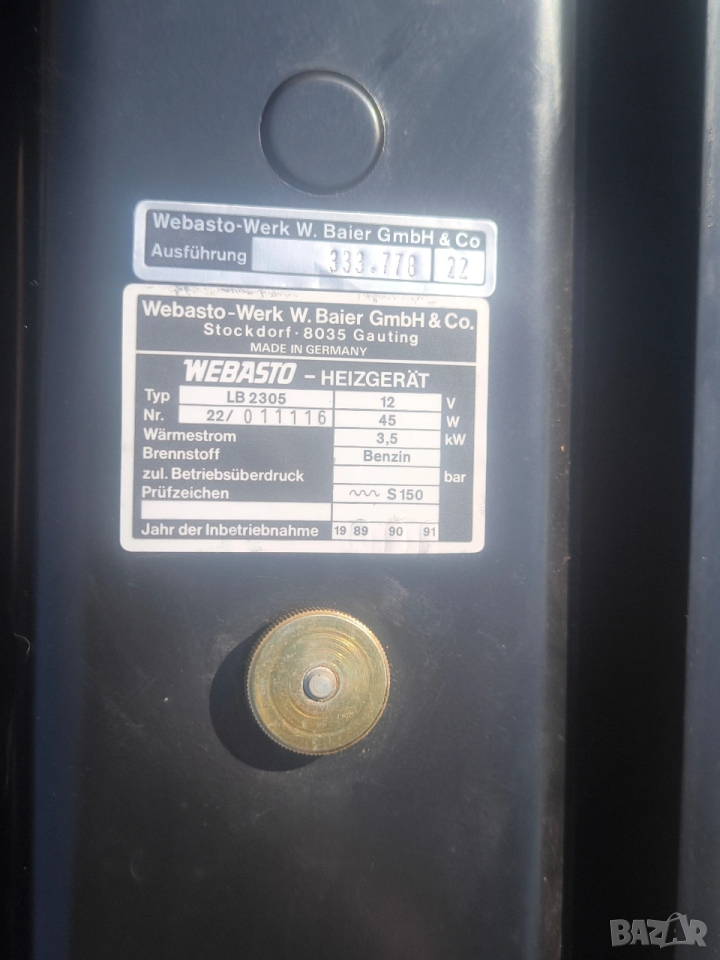 Webasto-Werk W. Baier GmbH & Co
Ausführung 333.778 22
Webasto-Werk W. Baier GmbH & Co.
Stockdorf · 8035 Gauting
MADE IN GERMANY
WEBASTO - HEIZGERÄT
Typ LB 2305 12 V
Nr. 22/ 011116 45 W
Wärmestrom 3,5 kW
Brennstoff Benzin
zul. Betriebsüberdruck bar
Prüfzeichen S 150
Jahr der Inbetriebnahme 19 89 90 91
BAZAR